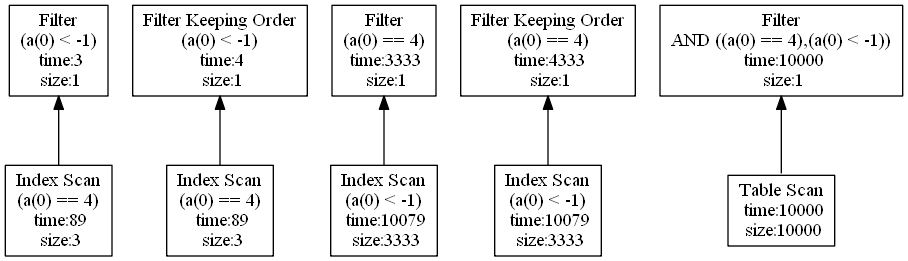 Filter
(a(0) < -1)
time:3
size:1
Filter Keeping Order
(a(0) < -1)
time:4
size:1
Filter
(a(0) == 4)
time:3333
size:1
Filter Keeping Order
(a(0) == 4)
time:4333
size:1
Filter
AND ((a(0) == 4),(a(0) < -1))
time:10000
size:1
Index Scan
(a(0) == 4)
time:89
size:3
Index Scan
(a(0) == 4)
time:89
size:3
Index Scan
(a(0) < -1)
time:10079
size:3333
Index Scan
(a(0) < -1)
time:10079
size:3333
Table Scan
time:10000
size:10000